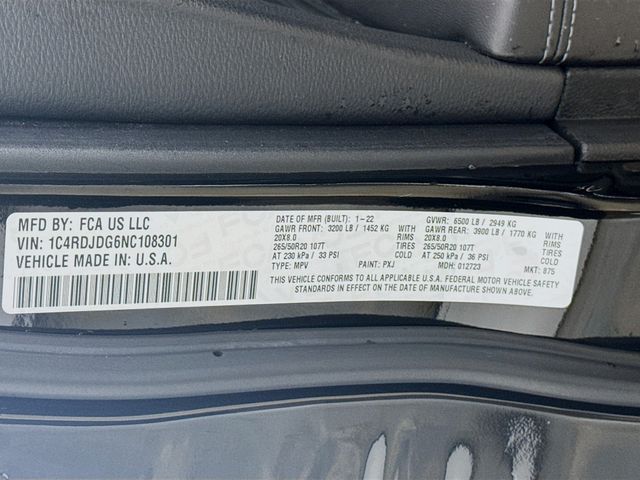 MFD BY: FCA US LLC
VIN: 1C4RDJDG6NC108301
VEHICLE MADE IN: U.S.A.
DATE OF MFR (BUILT): 1-22 GVWR: 6500 LB / 2949 KG
GAWR FRONT: 3200 LB / 1452 KG WITH GAWR REAR: 3900 LB / 1770 KG WITH
20X8.0 TIRES 20X8.0 TIRES
265/50R20 107T COLD 265/50R20 107T COLD
AT 230 kPa / 33 PSI AT 250 kPa / 36 PSI
TYPE: MPV PAINT: PXJ MDH: 012723 MKT: 875
THIS VEHICLE CONFORMS TO ALL APPLICABLE U.S.A. FEDERAL MOTOR VEHICLE SAFETY
STANDARDS IN EFFECT ON THE DATE OF MANUFACTURE SHOWN ABOVE.